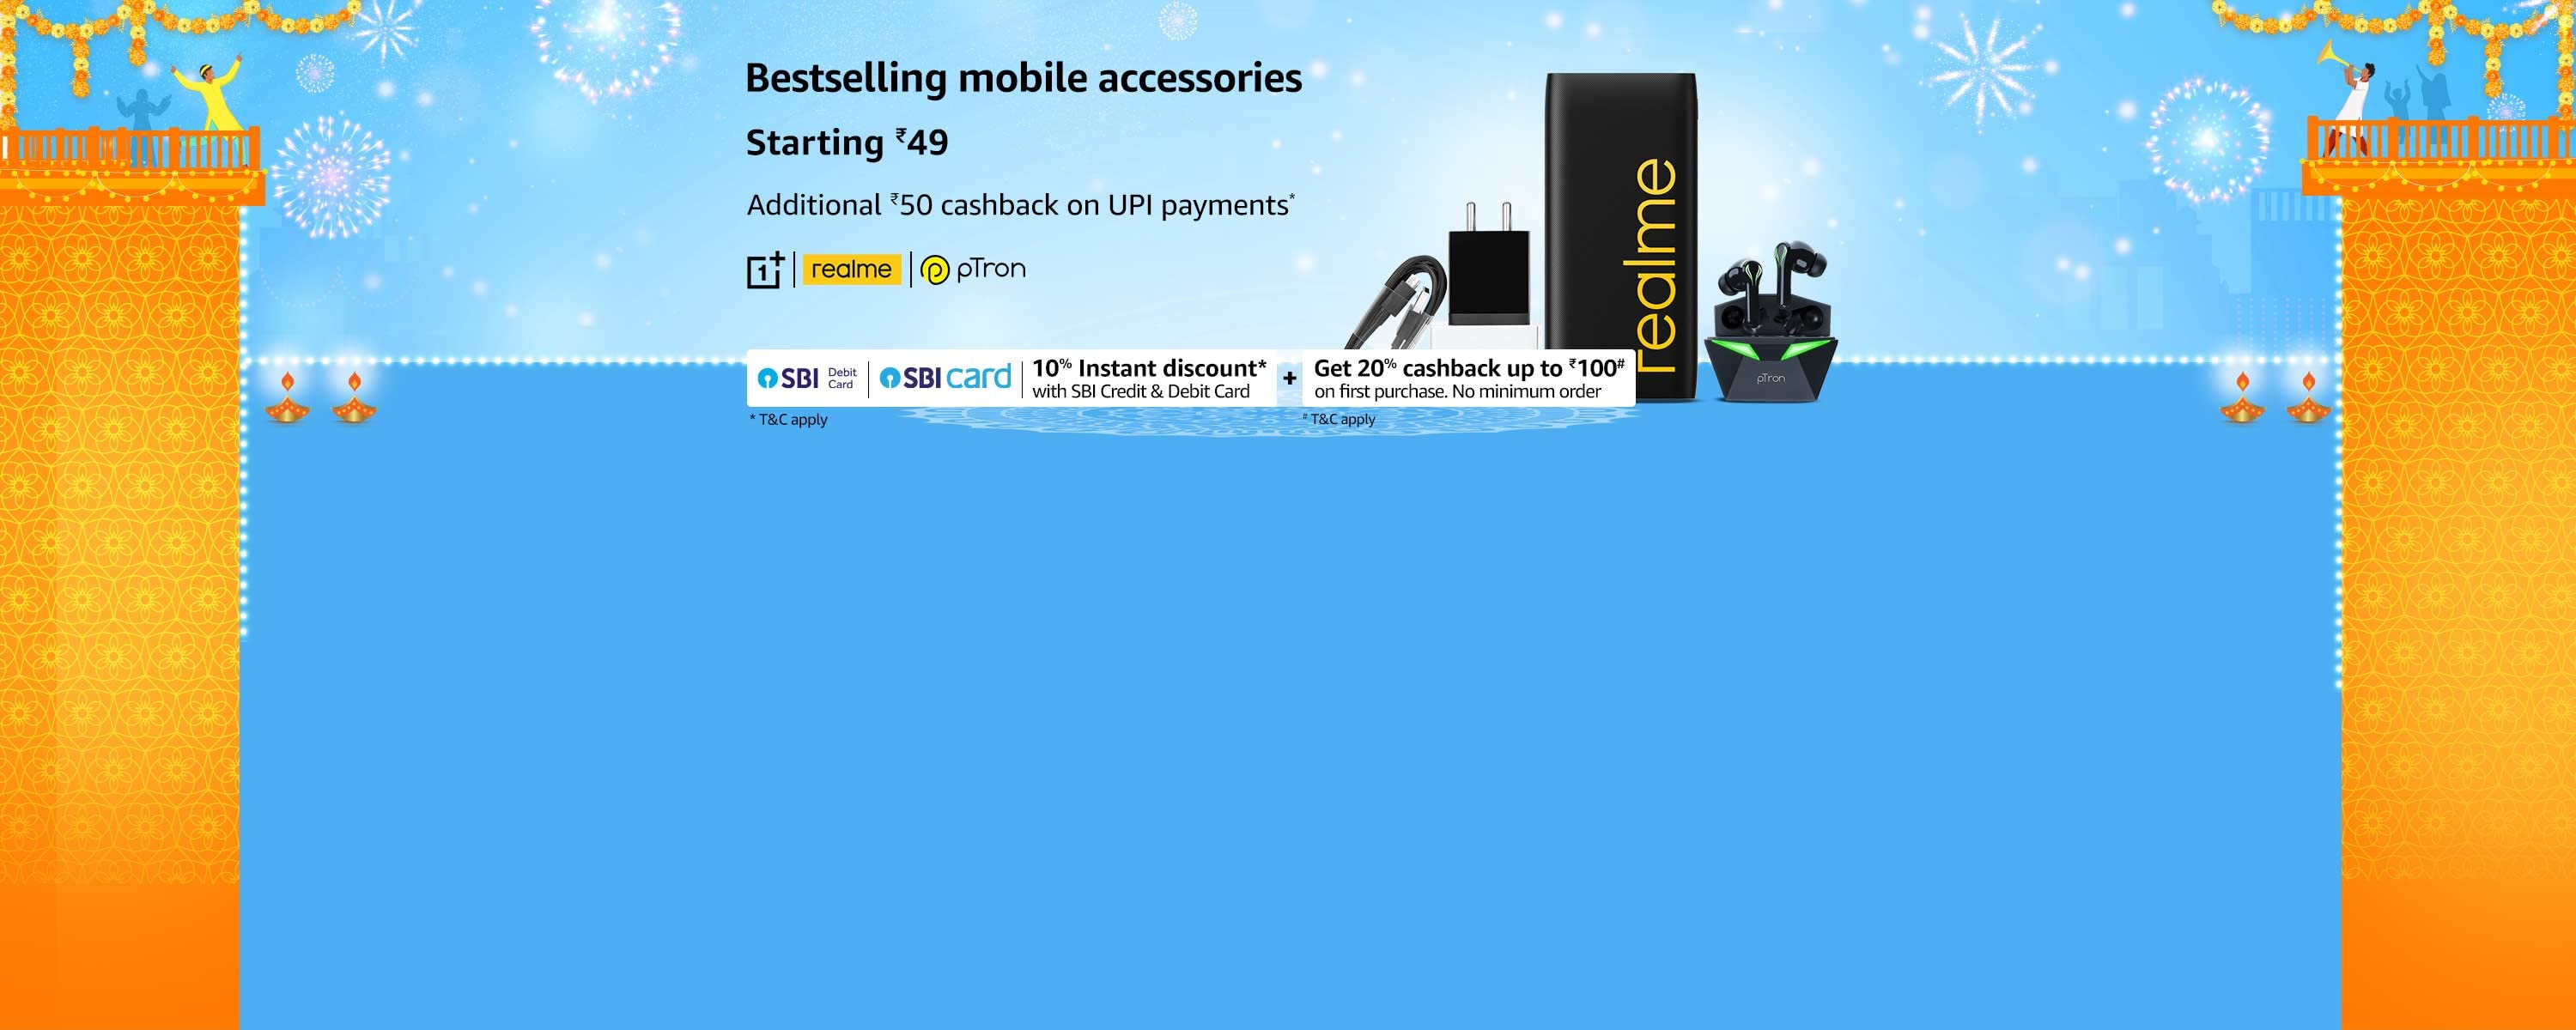 Bestselling mobile accessories
Starting ₹49
Additional ₹50 cashback on UPI payments*
1+ | realme | pTron
realme
pTron
SBI Debit Card | SBI card | 10% Instant discount*
with SBI Credit & Debit Card
+
Get 20% cashback up to ₹100#
on first purchase. No minimum order
* T&C apply
# T&C apply